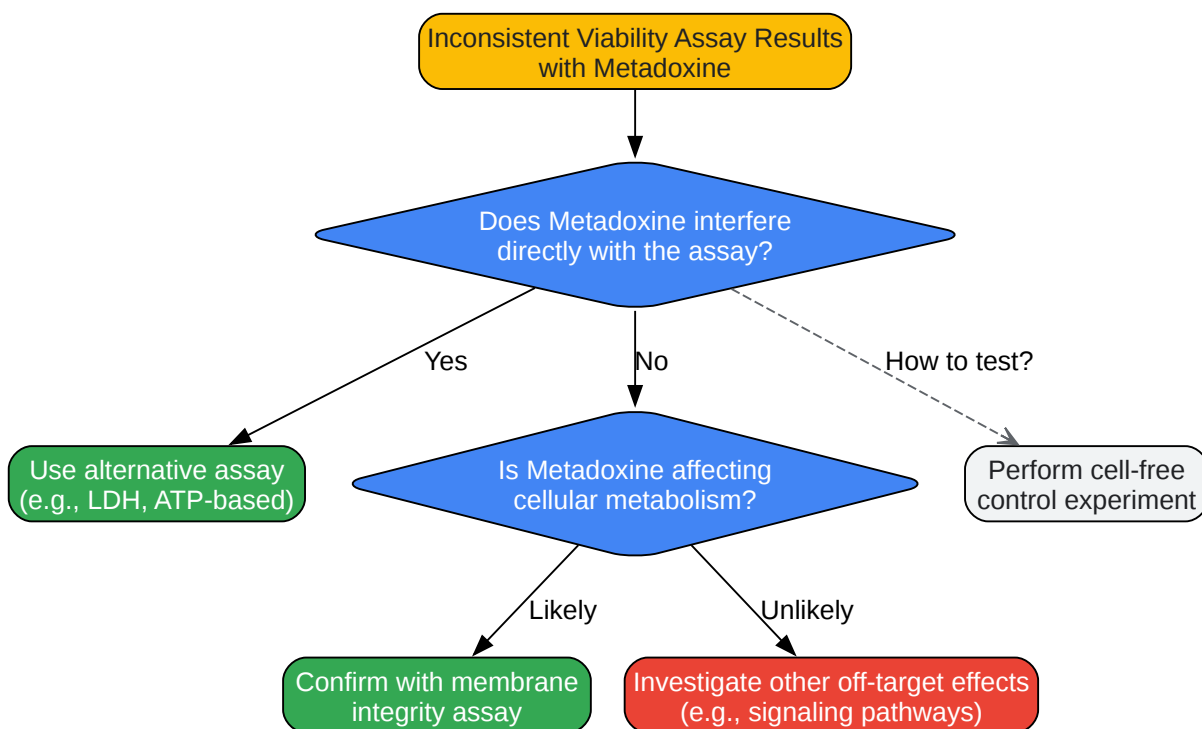 Inconsistent Viability Assay Results
with Metadoxine
Does Metadoxine interfere
directly with the assay?
Yes
No
How to test?
Use alternative assay
(e.g., LDH, ATP-based)
Is Metadoxine affecting
cellular metabolism?
Perform cell-free
control experiment
Likely
Unlikely
Confirm with membrane
integrity assay
Investigate other off-target effects
(e.g., signaling pathways)